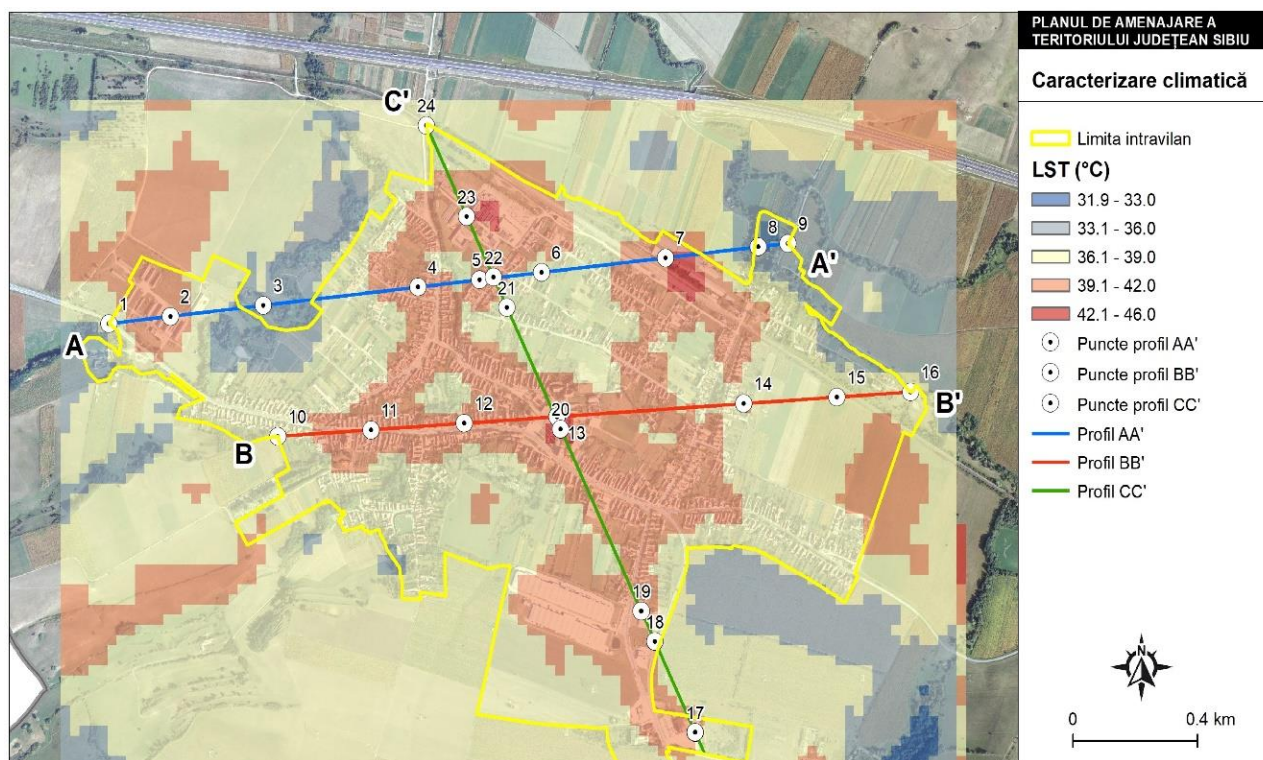 PLANUL DE AMENAJARE A
TERITORIULUI JUDEȚEAN SIBIU
Caracterizare climatică
Limita intravilan
LST (°C)
31.9 - 33.0
33.1 - 36.0
36.1 - 39.0
39.1 - 42.0
42.1 - 46.0
Puncte profil AA'
Puncte profil BB'
Puncte profil CC'
Profil AA'
Profil BB'
Profil CC'
N
0 0.4 km
C'
24
23
8 9
7
A'
22
5 6
4
3
21
2
1
A
16
15
14
B'
20
12
11
10
13
B
19
18
17